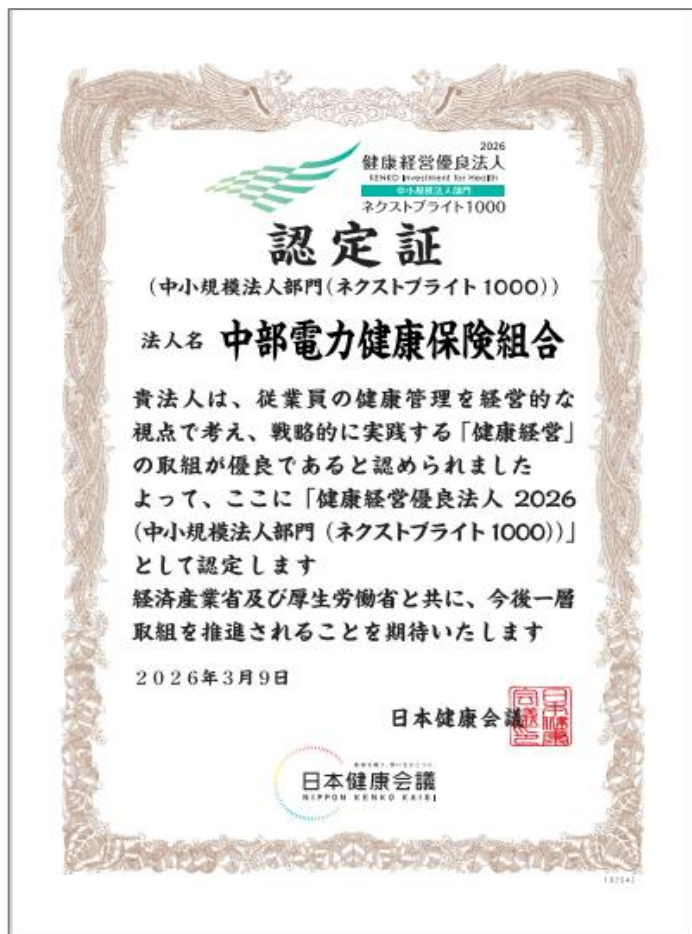 2026
健康経営優良法人
KENKO Investment for Health
中小規模法人部門
ネクストブライト1000
認定証
(中小規模法人部門(ネクストブライト1000))
法人名 中部電力健康保険組合
貴法人は、従業員の健康管理を経営的な
視点で考え、戦略的に実践する「健康経営」
の取組が優良であると認められました
よって、ここに「健康経営優良法人 2026
(中小規模法人部門(ネクストブライト1000))」
として認定します
経済産業省及び厚生労働省と共に、今後一層
取組を推進されることを期待いたします
2026年3月9日
日本健康会議
日本健康会議
NIPPON KENKO KAIGI